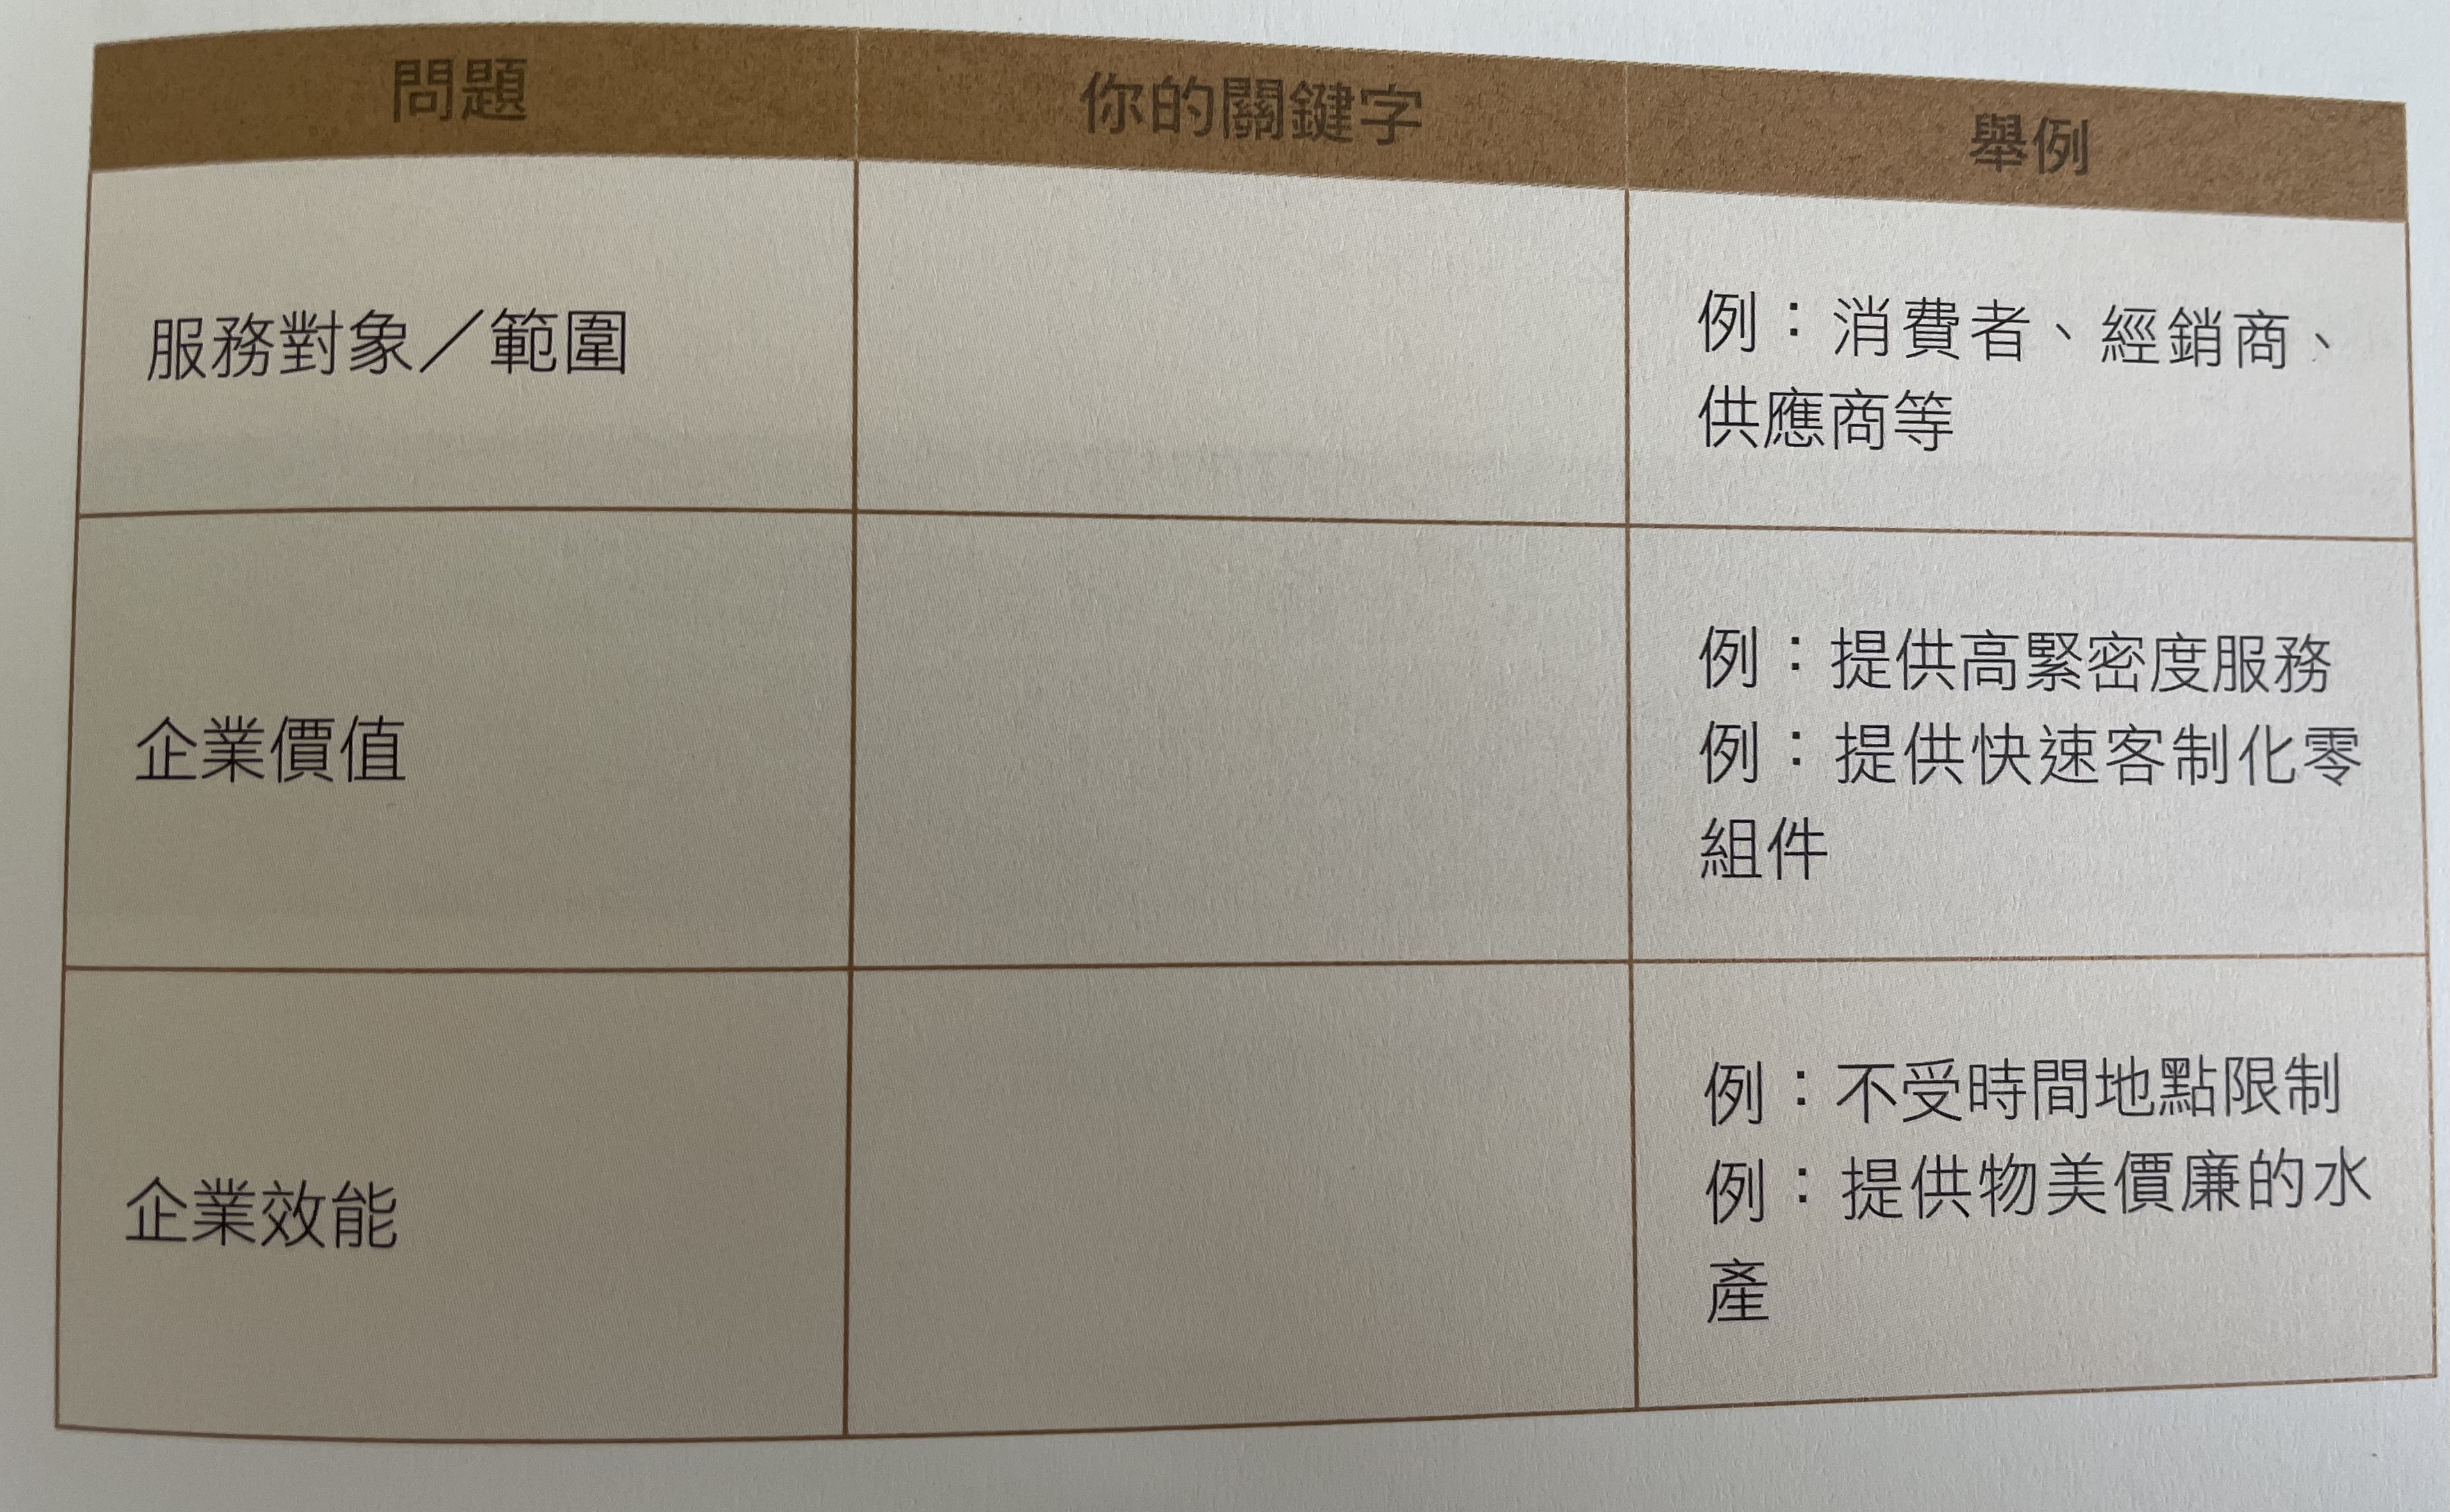 問題
你的關鍵字
舉例
服務對象／範圍
例：消費者、經銷商、
供應商等
企業價值
例：提供高緊密度服務
例：提供快速客制化零
組件
企業效能
例：不受時間地點限制
例：提供物美價廉的水
產